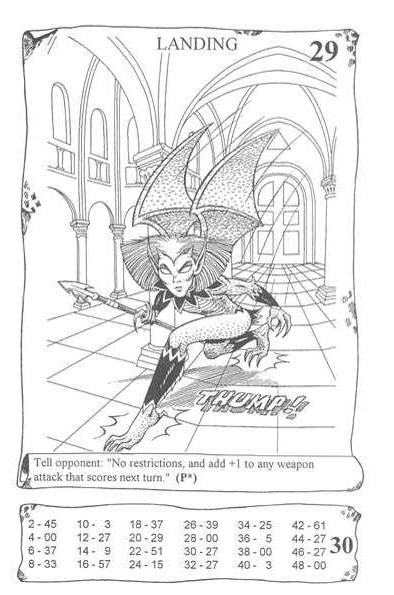 LANDING
29
THUMP!!
Tell opponent: "No restrictions, and add +1 to any weapon
attack that scores next turn." (P*)
2 - 45 10 - 3 18 - 37 26 - 39 34 - 25 42 - 61
4 - 00 12 - 27 20 - 29 28 - 00 36 - 5 44 - 27
6 - 37 14 - 9 22 - 51 30 - 27 38 - 00 46 - 27
8 - 33 16 - 57 24 - 15 32 - 27 40 - 3 48 - 00
30